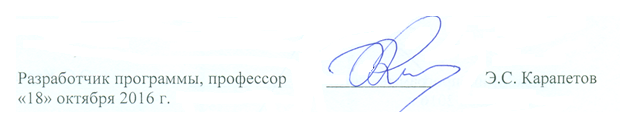 Разработчик программы, профессор Э.С. Карапетов
«18» октября 2016 г.